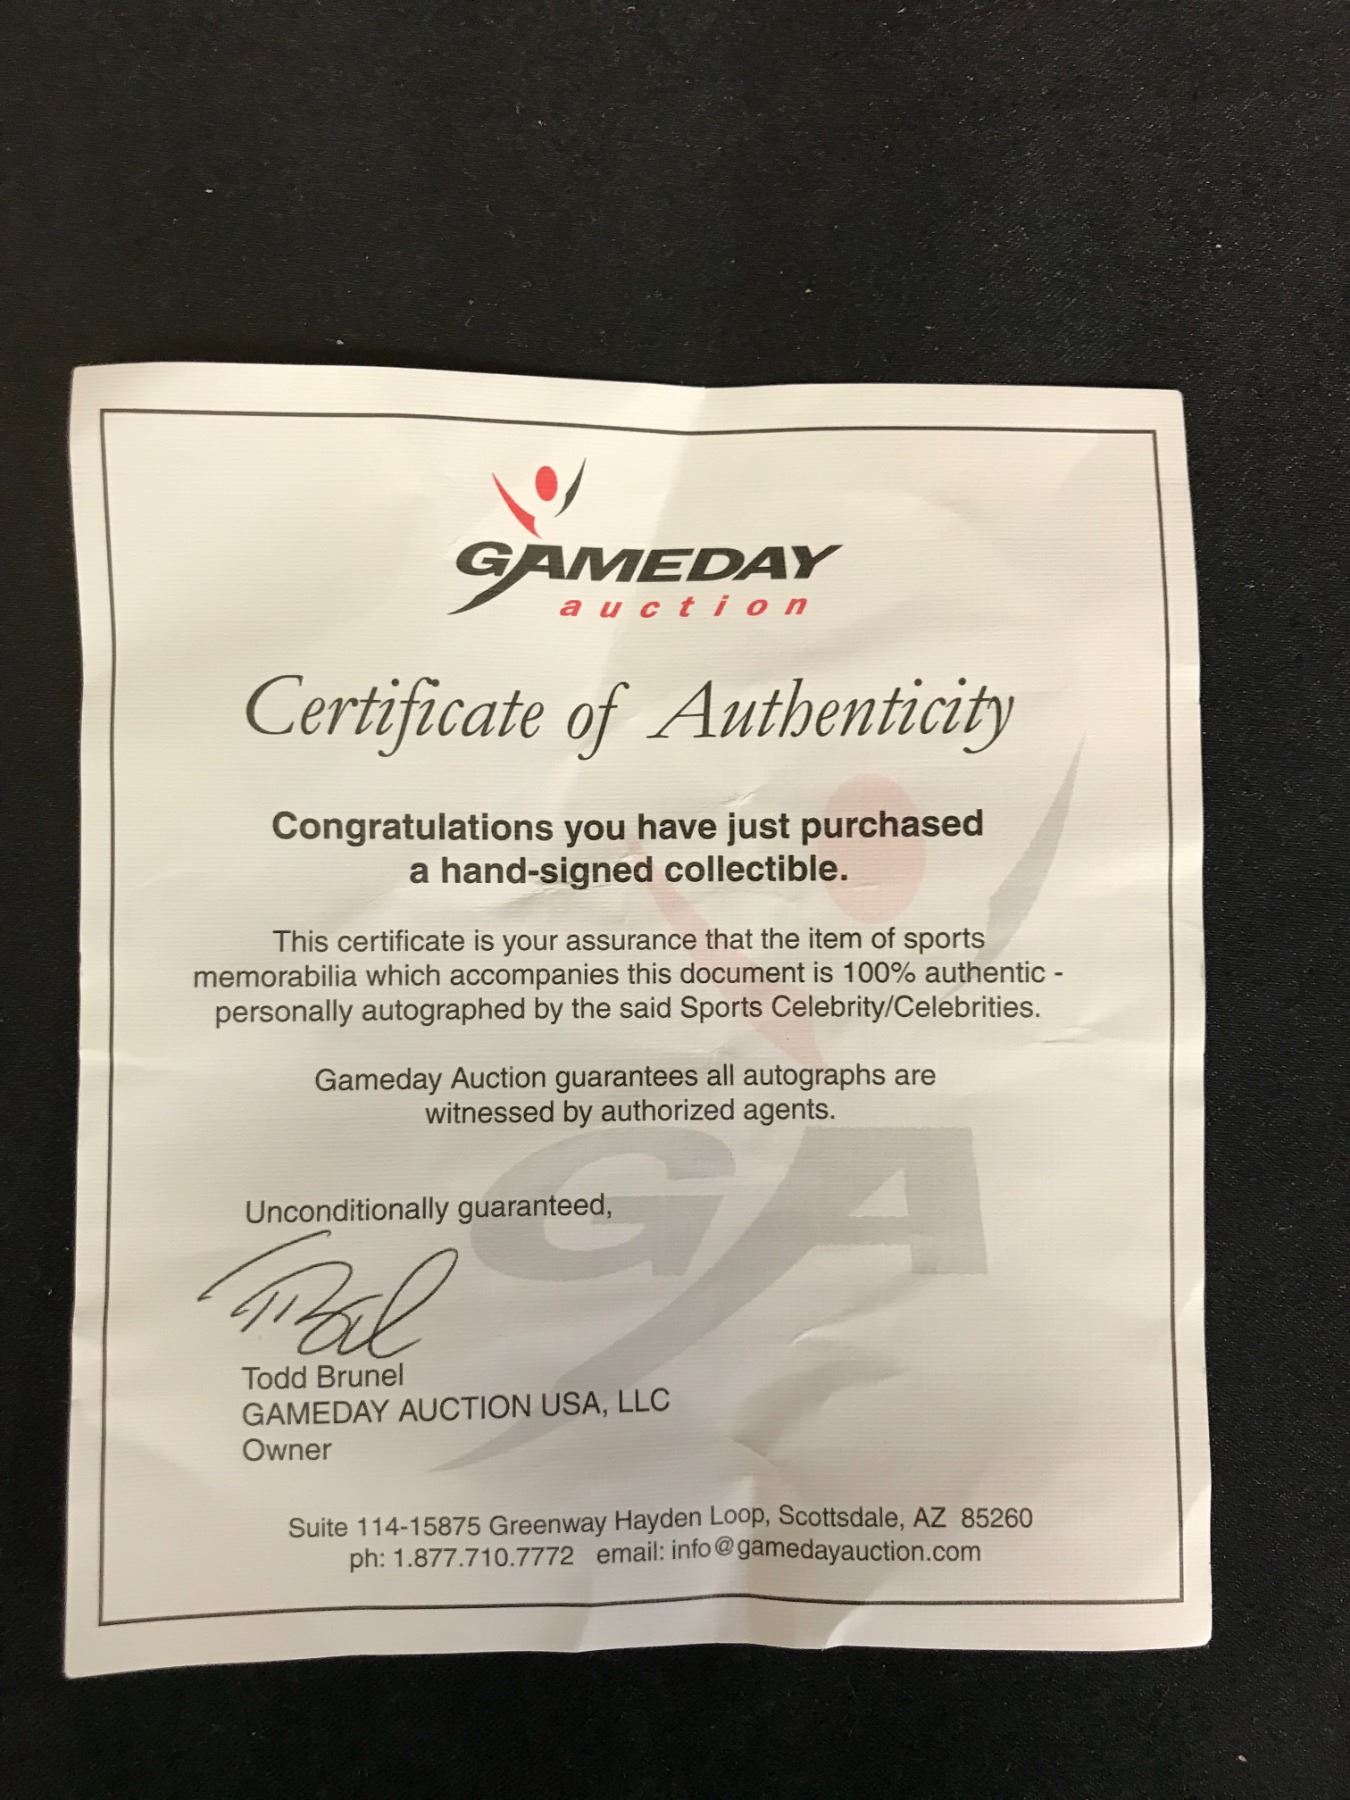 GAMEDAY
auction
Certificate of Authenticity
Congratulations you have just purchased
a hand-signed collectible.
This certificate is your assurance that the item of sports
memorabilia which accompanies this document is 100% authentic -
personally autographed by the said Sports Celebrity/Celebrities.
Gameday Auction guarantees all autographs are
witnessed by authorized agents.
GA
Unconditionally guaranteed,
Todd Brunel
GAMEDAY AUCTION USA, LLC
Owner
Suite 114-15875 Greenway Hayden Loop, Scottsdale, AZ 85260
ph: 1.877.710.7772 email: info@gamedayauction.com